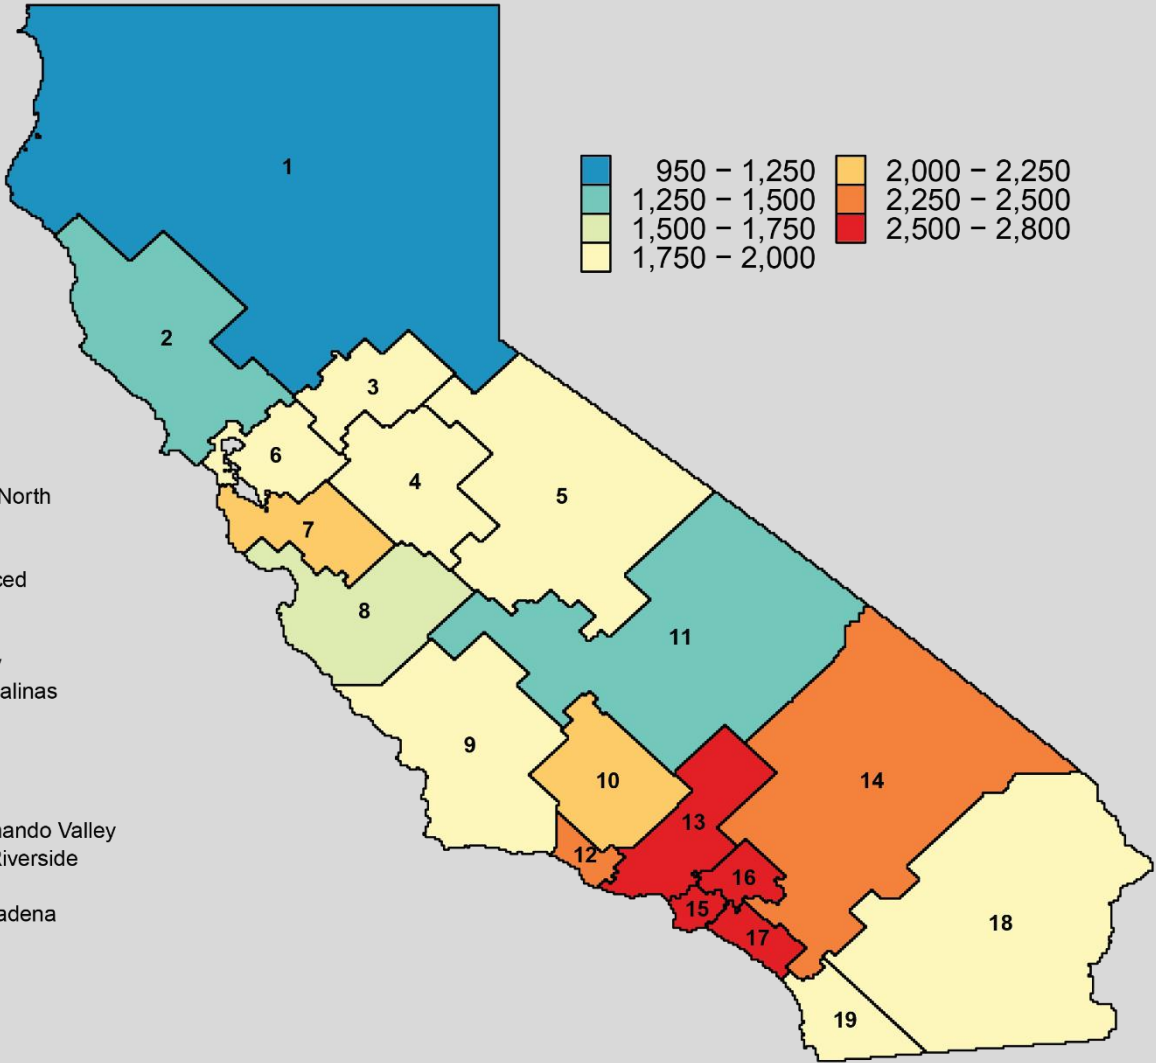 1
950 – 1,250
2,000 – 2,250
1,250 – 1,500
2,250 – 2,500
1,500 – 1,750
2,500 – 2,800
1,750 – 2,000
2
3
6
4
5
North
7
ced
8
11
alinas
9
10
14
13
ando Valley
12
Riverside
16
adena
15
18
17
19